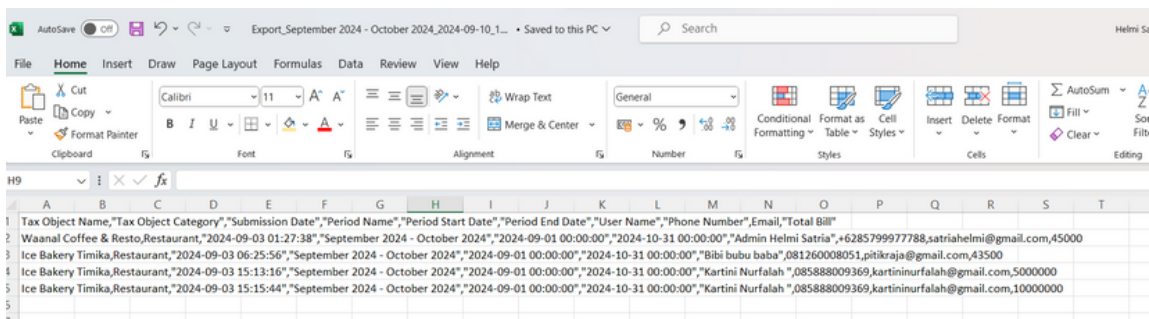 AutoSave Off Export_September 2024 - October 2024_2024-09-10_1... • Saved to this PC Search Helmi Sa
File Home Insert Draw Page Layout Formulas Data Review View Help
Paste
Cut
Copy
Format Painter
Clipboard
Calibri 11
B I U
Font
Wrap Text
Merge & Center
Alignment
General
Number
Conditional Formatting
Format as Table
Cell Styles
Styles
Insert Delete Format
Cells
AutoSum
Fill
Clear
Sor
Filt
Editing
H9 fx
A B C D E F G H I J K L M N O P Q R S T
1 Tax Object Name,"Tax Object Category","Submission Date","Period Name","Period Start Date","Period End Date","User Name","Phone Number",Email,"Total Bill"
2 Waanal Coffee & Resto,Restaurant,"2024-09-03 01:27:38","September 2024 - October 2024","2024-09-01 00:00:00","2024-10-31 00:00:00","Admin Helmi Satria",+6285799977788,satriahelmi@gmail.com,45000
3 Ice Bakery Timika,Restaurant,"2024-09-03 06:25:56","September 2024 - October 2024","2024-09-01 00:00:00","2024-10-31 00:00:00","Bibi bubu baba",081260008051,pitikraja@gmail.com,43500
4 Ice Bakery Timika,Restaurant,"2024-09-03 15:13:16","September 2024 - October 2024","2024-09-01 00:00:00","2024-10-31 00:00:00","Kartini Nurfalah ",085888009369,kartininurfalah@gmail.com,5000000
5 Ice Bakery Timika,Restaurant,"2024-09-03 15:15:44","September 2024 - October 2024","2024-09-01 00:00:00","2024-10-31 00:00:00","Kartini Nurfalah ",085888009369,kartininurfalah@gmail.com,10000000
6